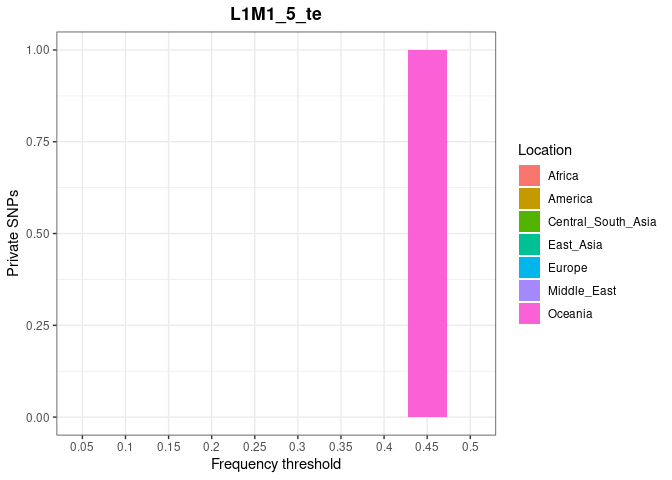 L1M1_5_te
1.00
0.75
0.50
0.25
0.00
Private SNPs
0.05 0.1 0.15 0.2 0.25 0.3 0.35 0.4 0.45 0.5
Frequency threshold
Location
Africa
America
Central_South_Asia
East_Asia
Europe
Middle_East
Oceania